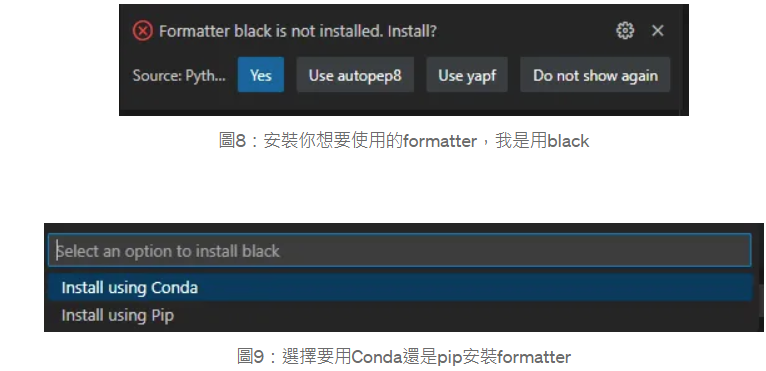 Formatter black is not installed. Install?
Source: Pyth... Yes Use autopep8 Use yapf Do not show again
圖8：安裝你想要使用的formatter，我是用black
Select an option to install black
Install using Conda
Install using Pip
圖9：選擇要用Conda還是pip安裝formatter